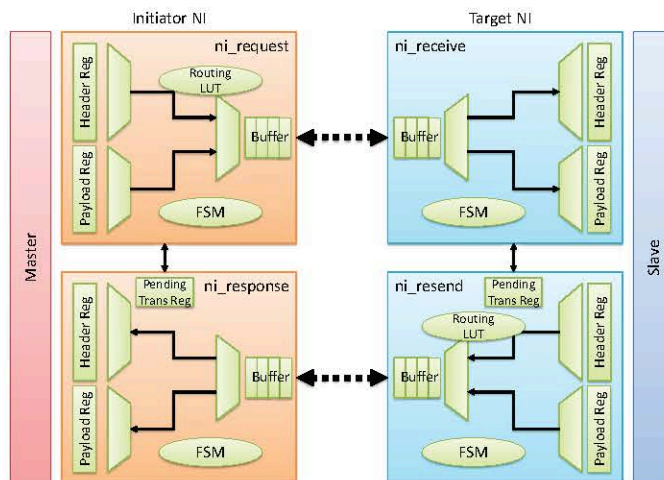 Initiator NI
Target NI
Master
ni_request
Header Reg
Payload Reg
Routing
LUT
Buffer
FSM
ni_receive
Buffer
FSM
Header Reg
Payload Reg
Slave
ni_response
Pending
Trans Reg
Header Reg
Payload Reg
Buffer
FSM
ni_resend
Pending
Trans Reg
Routing
LUT
Buffer
FSM
Header Reg
Payload Reg